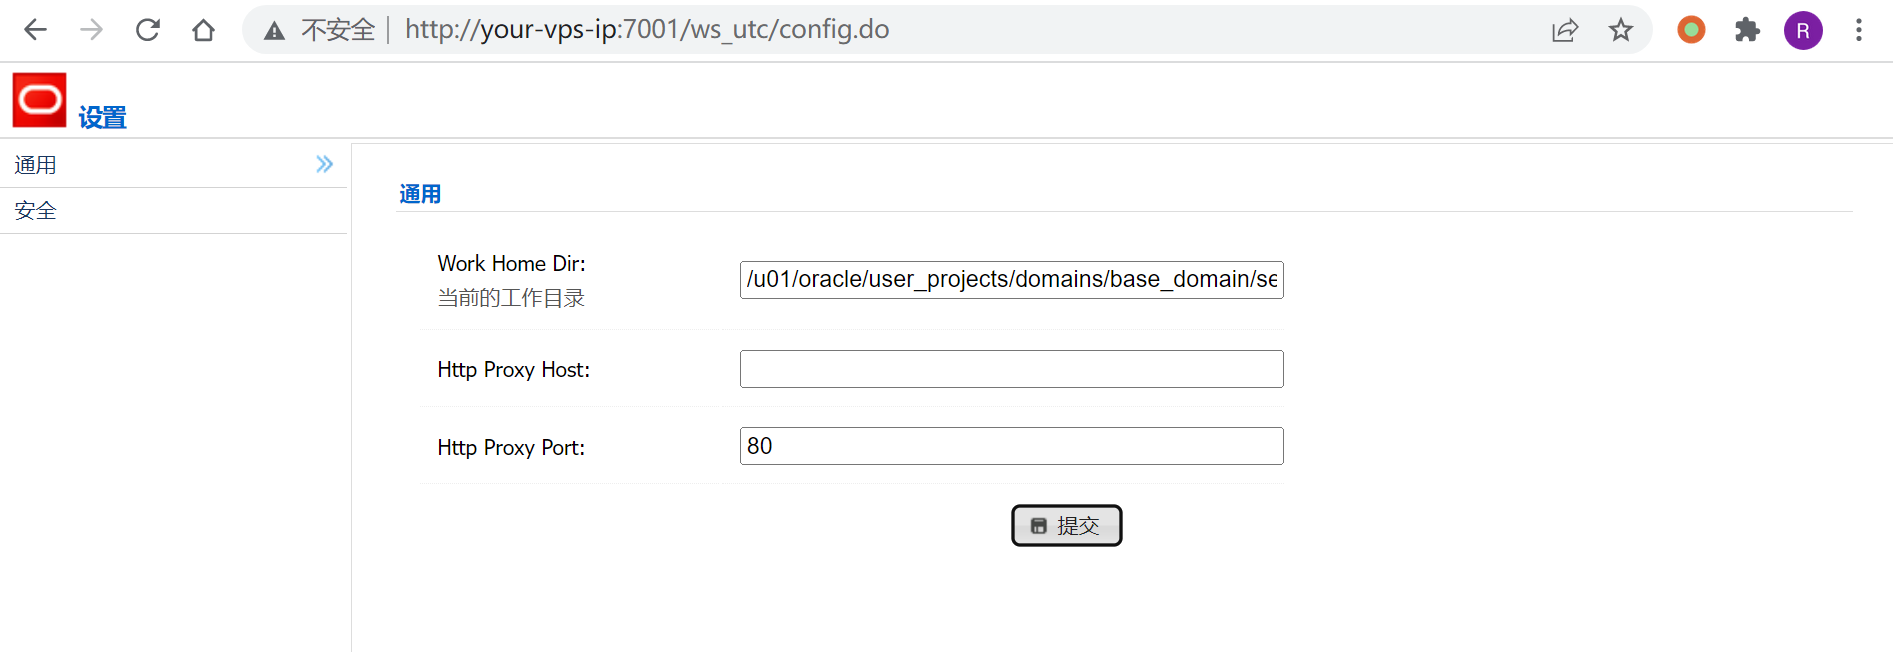 不安全 http://your-vps-ip:7001/ws_utc/config.do
R
设置
通用
安全
通用
Work Home Dir:
当前的工作目录
/u01/oracle/user_projects/domains/base_domain/se
Http Proxy Host:
Http Proxy Port:
80
提交